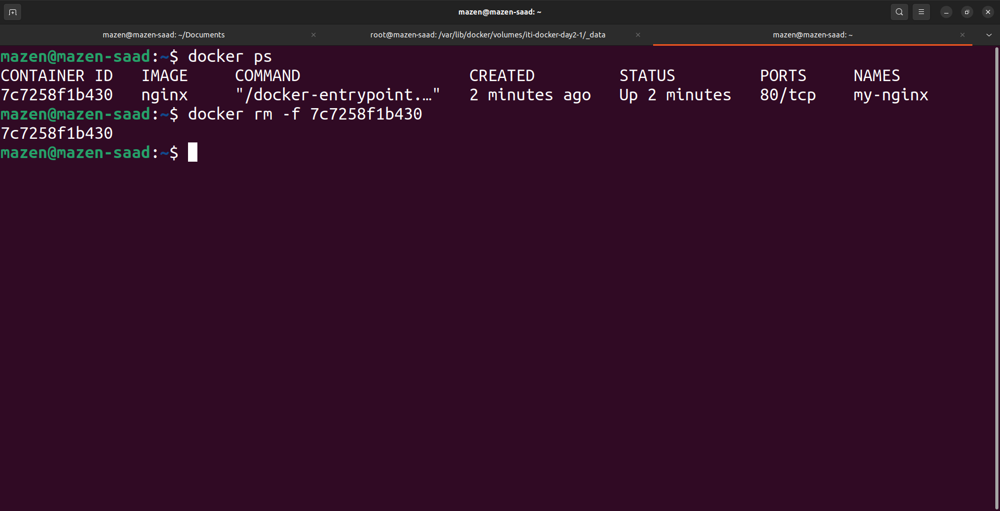 mazen@mazen-saad: ~
mazen@mazen-saad: ~/Documents
root@mazen-saad: /var/lib/docker/volumes/iti-docker-day2-1/_data
mazen@mazen-saad: ~
mazen@mazen-saad:~$ docker ps
CONTAINER ID   IMAGE     COMMAND                  CREATED         STATUS         PORTS     NAMES
7c7258f1b430   nginx     "/docker-entrypoint.…"   2 minutes ago   Up 2 minutes   80/tcp    my-nginx
mazen@mazen-saad:~$ docker rm -f 7c7258f1b430
7c7258f1b430
mazen@mazen-saad:~$